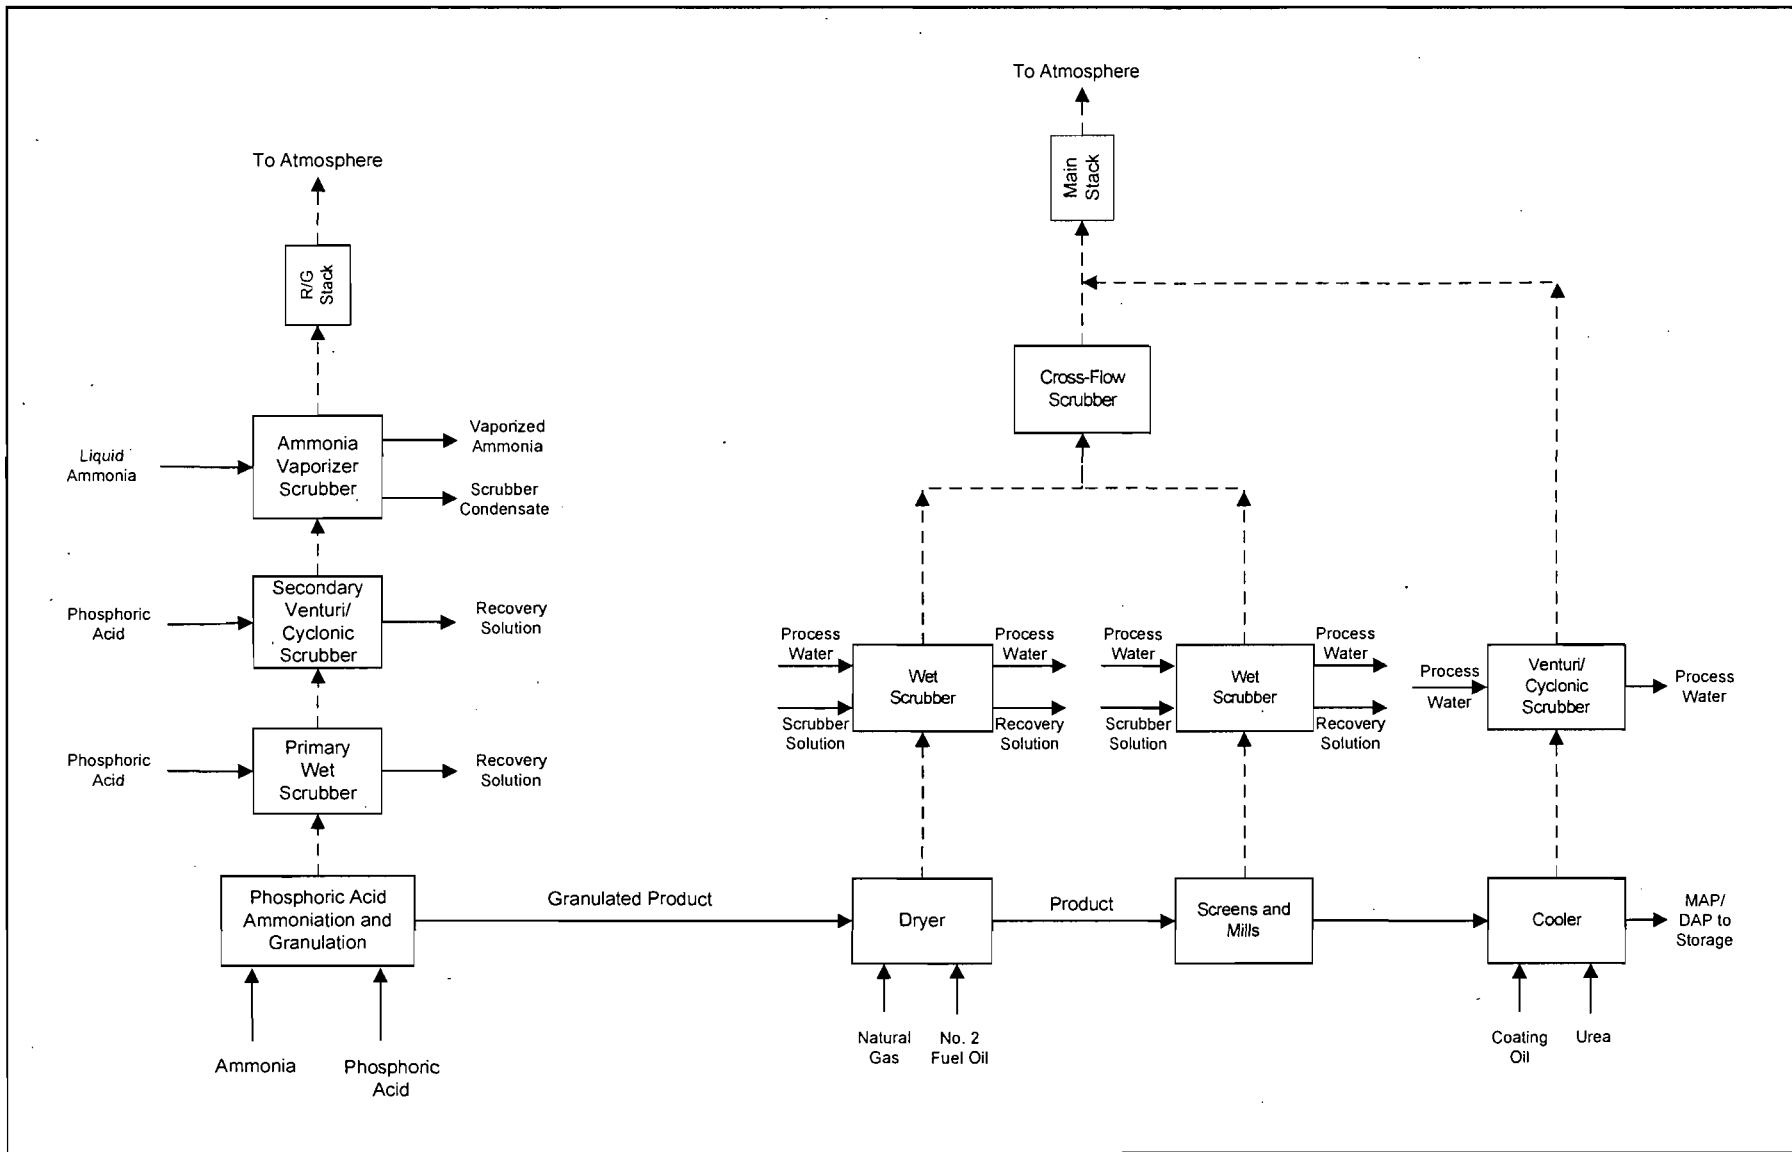 To Atmosphere
Main
Stack
To Atmosphere
R/G
Stack
Cross-Flow
Scrubber
Liquid
Ammonia
Ammonia
Vaporizer
Scrubber
Vaporized
Ammonia
Scrubber
Condensate
Phosphoric
Acid
Secondary
Venturi/
Cyclonic
Scrubber
Recovery
Solution
Phosphoric
Acid
Primary
Wet
Scrubber
Recovery
Solution
Process
Water
Scrubber
Solution
Wet
Scrubber
Process
Water
Recovery
Solution
Process
Water
Scrubber
Solution
Wet
Scrubber
Process
Water
Recovery
Solution
Process
Water
Venturi/
Cyclonic
Scrubber
Process
Water
Phosphoric Acid
Ammoniation and
Granulation
Granulated Product
Dryer
Product
Screens and
Mills
Cooler
MAP/
DAP to
Storage
Ammonia
Phosphoric
Acid
Natural
Gas
No. 2
Fuel Oil
Coating
Oil
Urea